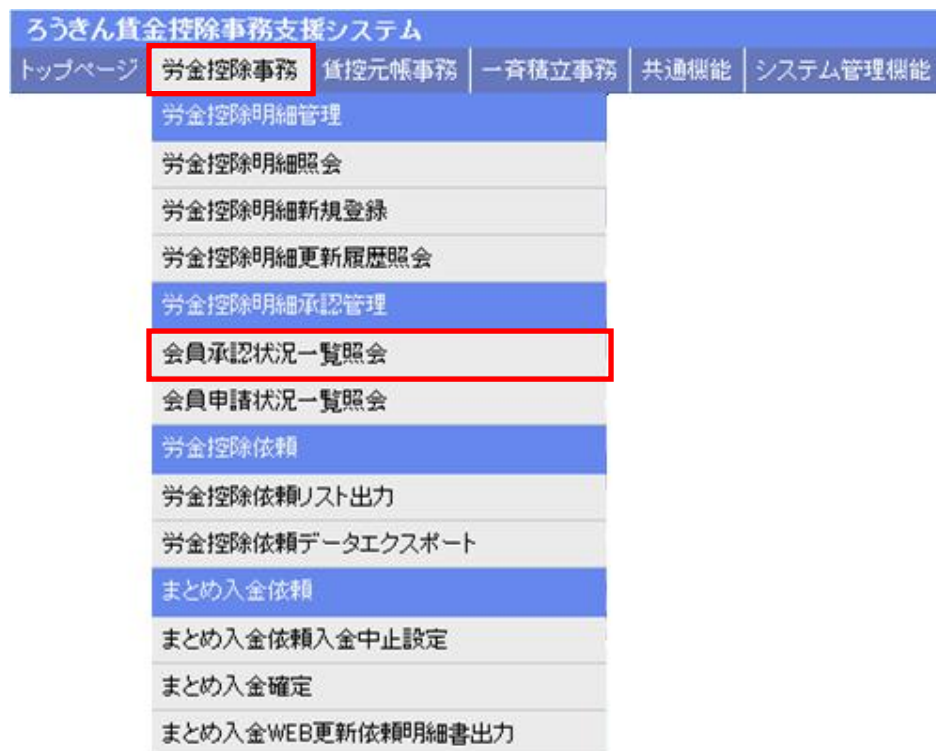 ろうきん賃金控除事務支援システム
トップページ 労金控除事務 賃控元帳事務 一斉積立事務 共通機能 システム管理機能
労金控除明細管理
労金控除明細照会
労金控除明細新規登録
労金控除明細更新履歴照会
労金控除明細承認管理
会員承認状況一覧照会
会員申請状況一覧照会
労金控除依頼
労金控除依頼リスト出力
労金控除依頼データエクスポート
まとめ入金依頼
まとめ入金依頼入金中止設定
まとめ入金確定
まとめ入金WEB更新依頼明細書出力